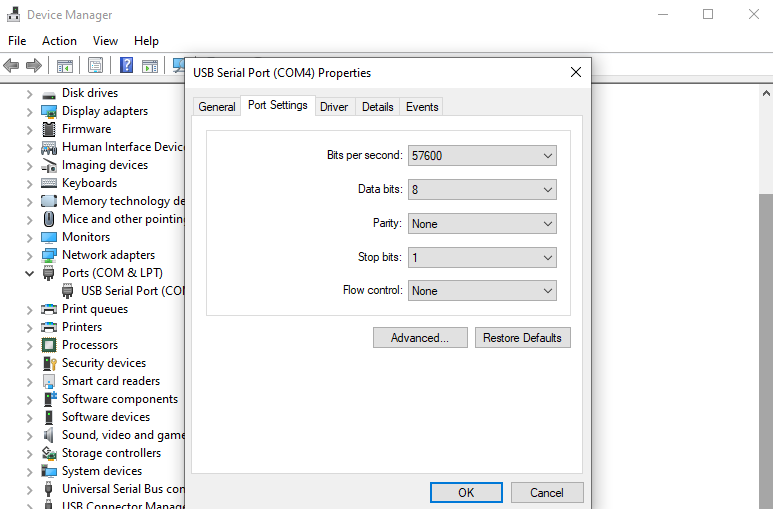 Device Manager
File Action View Help
USB Serial Port (COM4) Properties
General Port Settings Driver Details Events
Bits per second: 57600
Data bits: 8
Parity: None
Stop bits: 1
Flow control: None
Advanced... Restore Defaults
OK Cancel
Disk drives
Display adapters
Firmware
Human Interface Devic
Imaging devices
Keyboards
Memory technology de
Mice and other pointing
Monitors
Network adapters
Ports (COM & LPT)
USB Serial Port (CO
Print queues
Printers
Processors
Security devices
Smart card readers
Software components
Software devices
Sound, video and game
Storage controllers
System devices
Universal Serial Bus con
USB Connector Manage